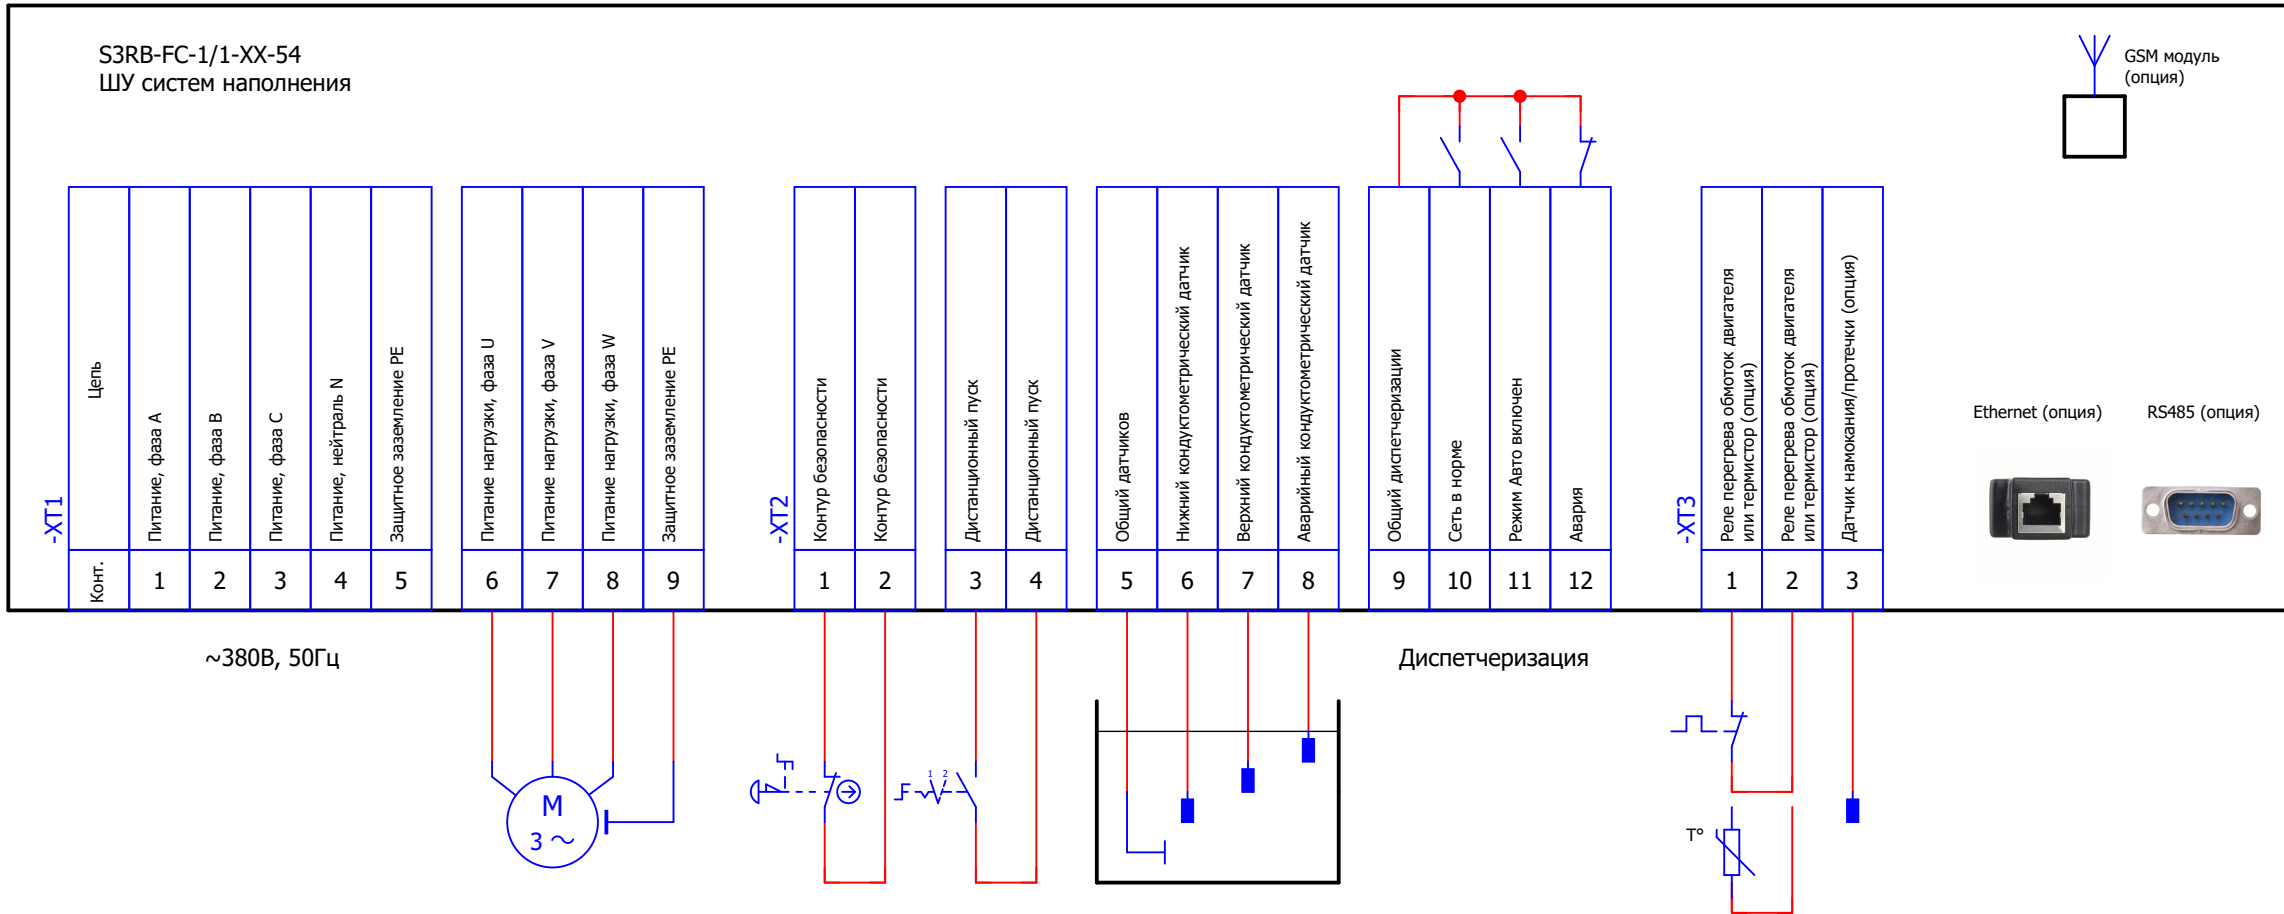 S3RB-FC-1/1-XX-54
ШУ систем наполнения
GSM модуль
(опция)
-XT1
Цепь
Питание, фаза A
Питание, фаза B
Питание, фаза C
Питание, нейтраль N
Защитное заземление PE
Питание нагрузки, фаза U
Питание нагрузки, фаза V
Питание нагрузки, фаза W
Защитное заземление PE
Конт.
1
2
3
4
5
6
7
8
9
-XT2
Контур безопасности
Контур безопасности
Дистанционный пуск
Дистанционный пуск
Общий датчиков
Нижний кондуктометрический датчик
Верхний кондуктометрический датчик
Аварийный кондуктометрический датчик
Общий диспетчеризации
Сеть в норме
Режим Авто включен
Авария
1
2
3
4
5
6
7
8
9
10
11
12
-XT3
Реле перегрева обмоток двигателя
или термистор (опция)
Реле перегрева обмоток двигателя
или термистор (опция)
Датчик намокания/протечки (опция)
1
2
3
Ethernet (опция)
RS485 (опция)
~380В, 50Гц
Диспетчеризация
M
3 ~
1 2
T°